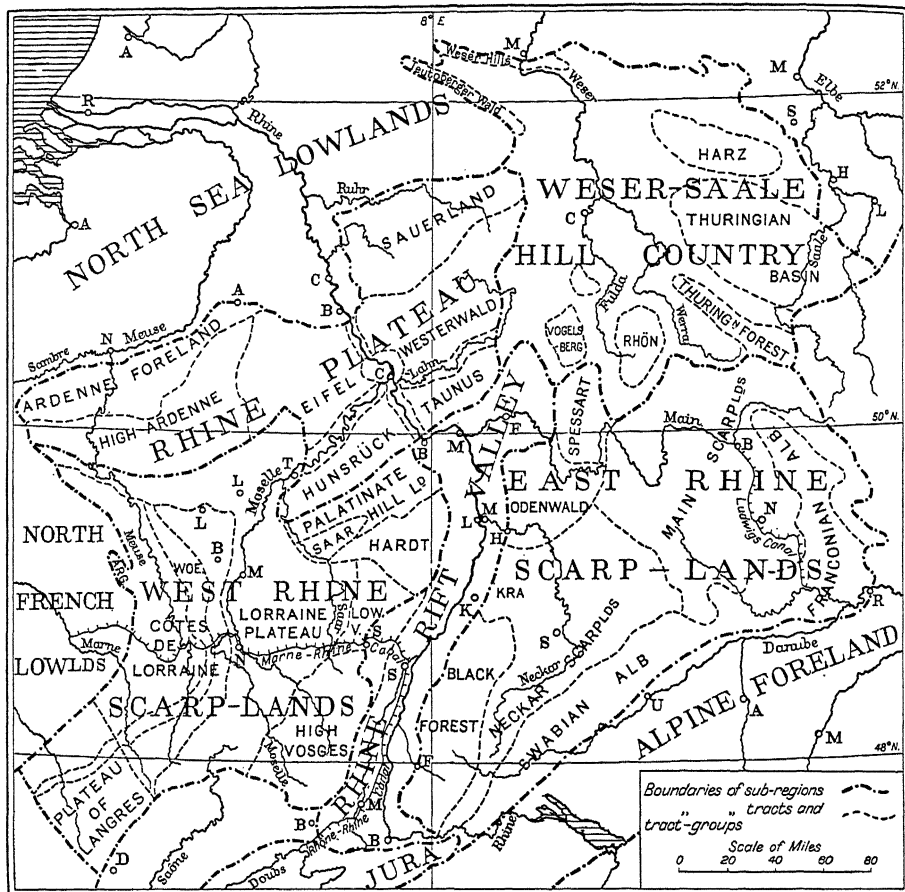 8° E
A
M
Weser Hills
Teutoberger Wald
Weser
M
Elbe
52° N.
R
Rhine
S
NORTH SEA LOWLANDS
HARZ
H
WESER-SAALE
Ruhr
SAUERLAND
THURINGIAN
L
A
C
HILL COUNTRY
BASIN
Saale
C
A
B
PLATEAU
WESTERWALD
Fulda
THURINGN FOREST
VOGELS
BERG
RHÖN
Werra
Sambre
N
Meuse
ARDENNE FORELAND
EIFEL
C
Lahn
TAUNUS
HIGH-ARDENNE
RHINE
50° N.
F
SPESSART
Main
SCARPLDS
B
M
B
VALLEY
HUNSRÜCK
T
Moselle
L
PALATINATE
SAAR-HILL LD
EAST RHINE
ALB
MAIN
N
Ludwigs Canal
FRANCONIAN
NORTH
L
M
L
H
ODENWALD
HARDT
Meuse
ARG.
B
WOE.
M
WEST RHINE
SCARP-LANDS
RIFT
KRA
K
FRENCH
CÔTES
DE
LORRAINE
LORRAINE
PLATEAU
Saar
LOW
V.
S
R
Marne
LOWLDS
N
Marne-Rhine Canal
S
S
Danube
NECKAR SCARPLDS
Neckar
BLACK
FOREST
SWABIAN ALB
U
A
ALPINE FORELAND
M
SCARP-LANDS
HIGH
VOSGES
Moselle
RHINE
48° N.
F
PLATEAU
OF
LANGRES
M
B
Rhône-Rhine
B
Rhine
D
Saône
Doubs
JURA
Boundaries of sub-regions
„ „ tracts and
tract-groups
Scale of Miles
0 20 40 60 80